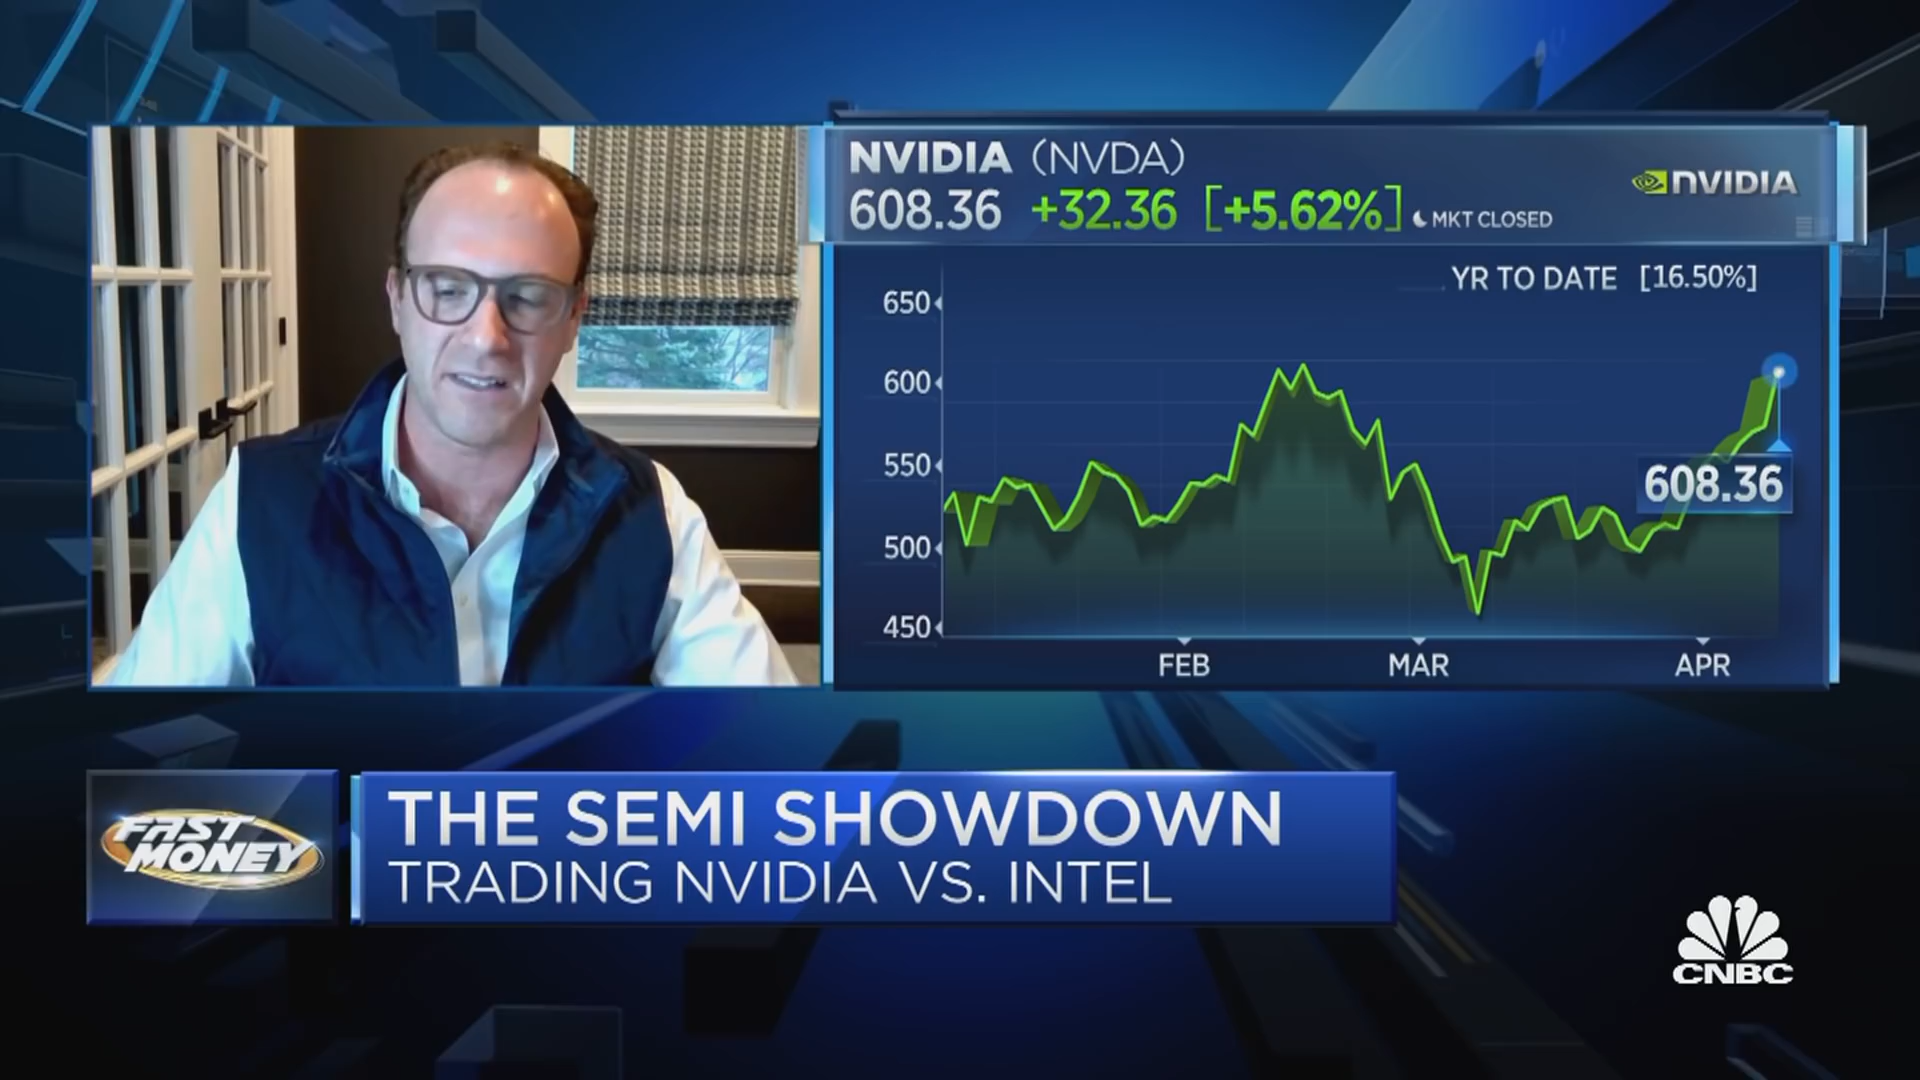 NVIDIA (NVDA)
608.36 +32.36 [+5.62%] MKT CLOSED
NVIDIA
YR TO DATE [16.50%]
650
600
550
500
450
608.36
FEB MAR APR
FAST MONEY
THE SEMI SHOWDOWN
TRADING NVIDIA VS. INTEL
CNBC